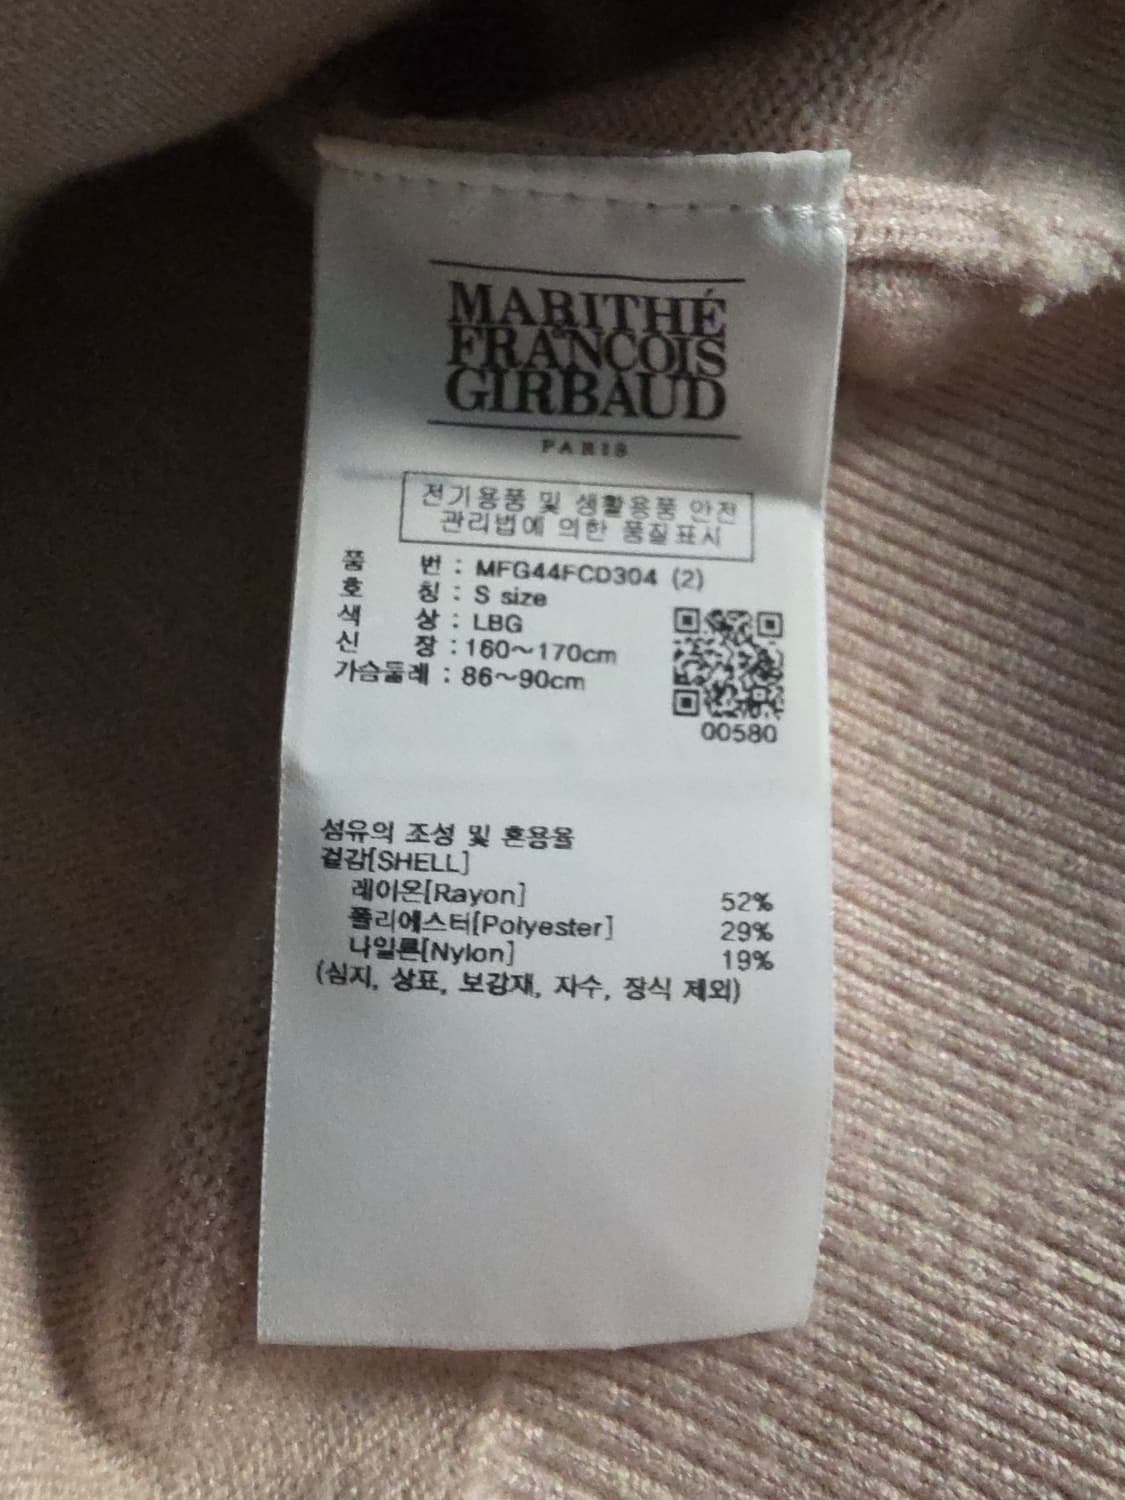 MARITHÉ
FRANÇOIS
GIRBAUD
PARIS
전기용품 및 생활용품 안전
관리법에 의한 품질표시
품 번 : MFG44FCD304 (2)
호 칭 : S size
색 상 : LBG
신 장 : 160~170cm
가슴둘레 : 86~90cm
00580
섬유의 조성 및 혼용율
겉감[SHELL]
레이온[Rayon] 52%
폴리에스터[Polyester] 29%
나일론[Nylon] 19%
(심지, 상표, 보강재, 자수, 장식 제외)